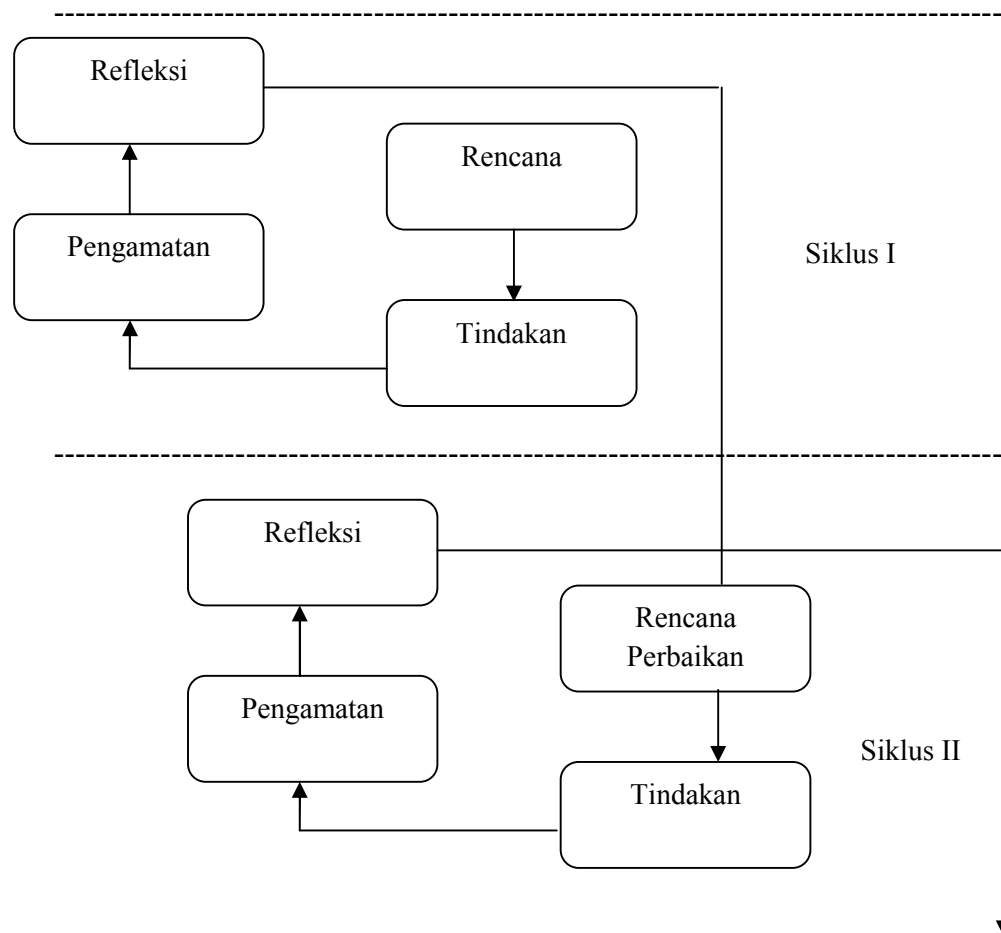 Refleksi
Rencana
Pengamatan
Siklus I
Tindakan
Refleksi
Rencana
Perbaikan
Pengamatan
Siklus II
Tindakan